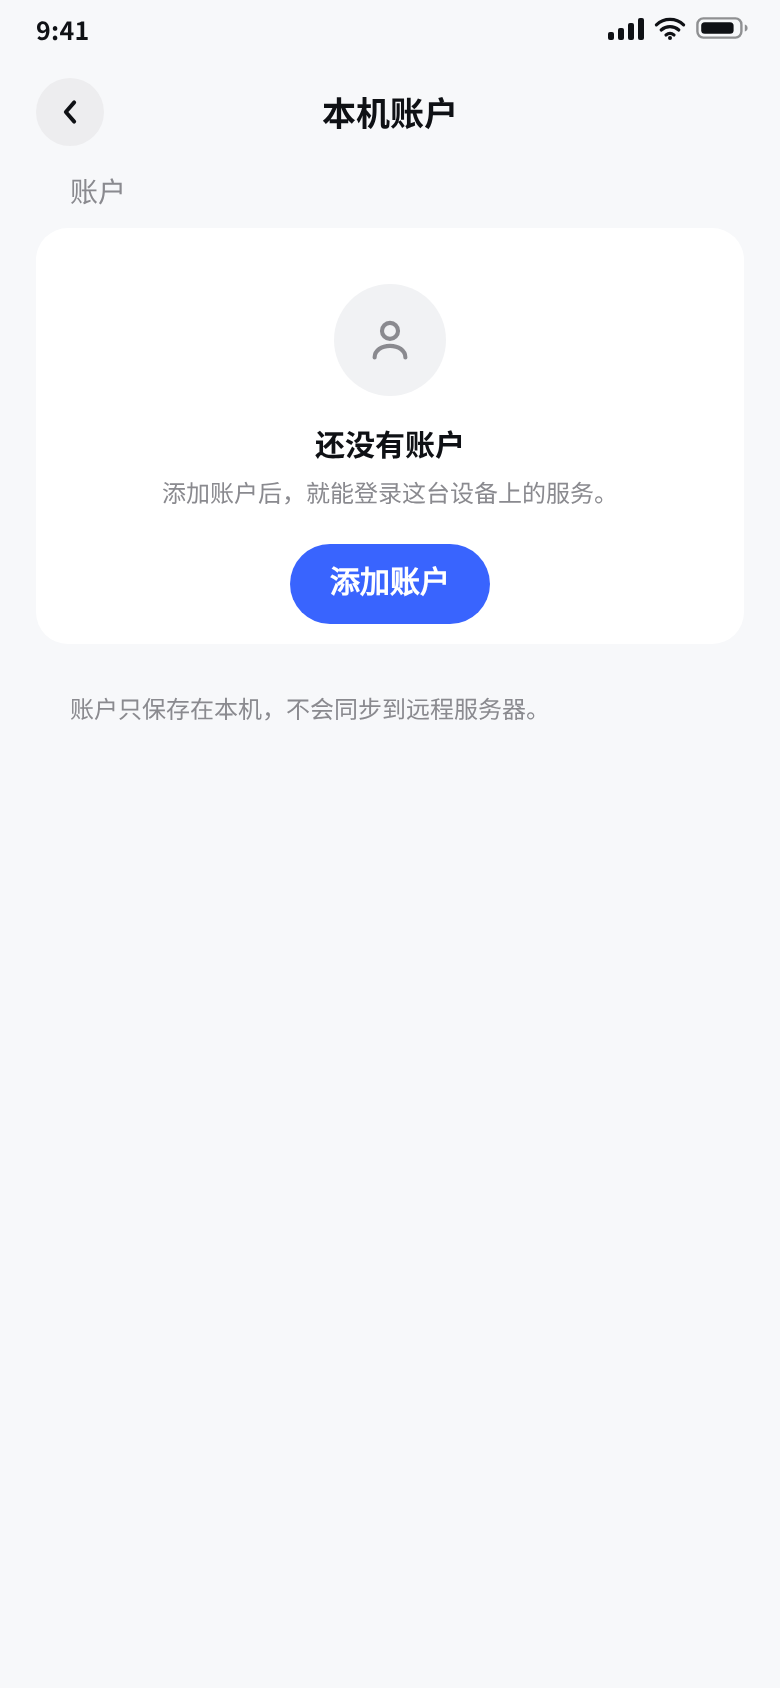 9:41
本机账户
账户
还没有账户
添加账户后，就能登录这台设备上的服务。
添加账户
账户只保存在本机，不会同步到远程服务器。